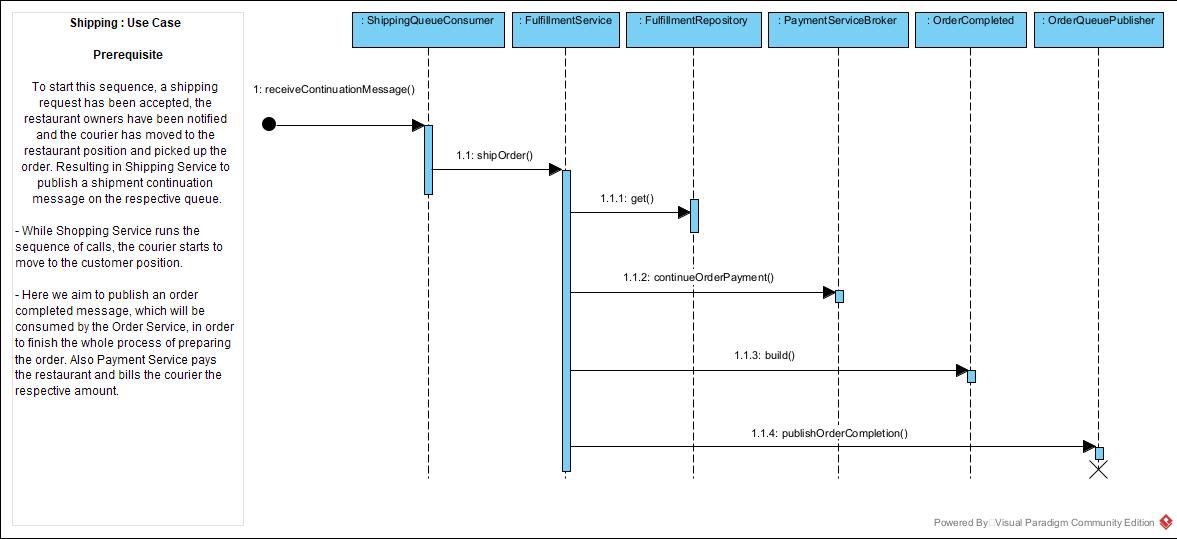 Shipping : Use Case
Prerequisite
To start this sequence, a shipping
request has been accepted, the
restaurant owners have been notified
and the courier has moved to the
restaurant position and picked up the
order. Resulting in Shipping Service to
publish a shipment continuation
message on the respective queue.
- While Shopping Service runs the
sequence of calls, the courier starts to
move to the customer position.
- Here we aim to publish an order
completed message, which will be
consumed by the Order Service, in order
to finish the whole process of preparing
the order. Also Payment Service pays
the restaurant and bills the courier the
respective amount.
: ShippingQueueConsumer
: FulfillmentService
: FulfillmentRepository
: PaymentServiceBroker
: OrderCompleted
: OrderQueuePublisher
1: receiveContinuationMessage()
1.1: shipOrder()
1.1.1: get()
1.1.2: continueOrderPayment()
1.1.3: build()
1.1.4: publishOrderCompletion()
Powered By Visual Paradigm Community Edition